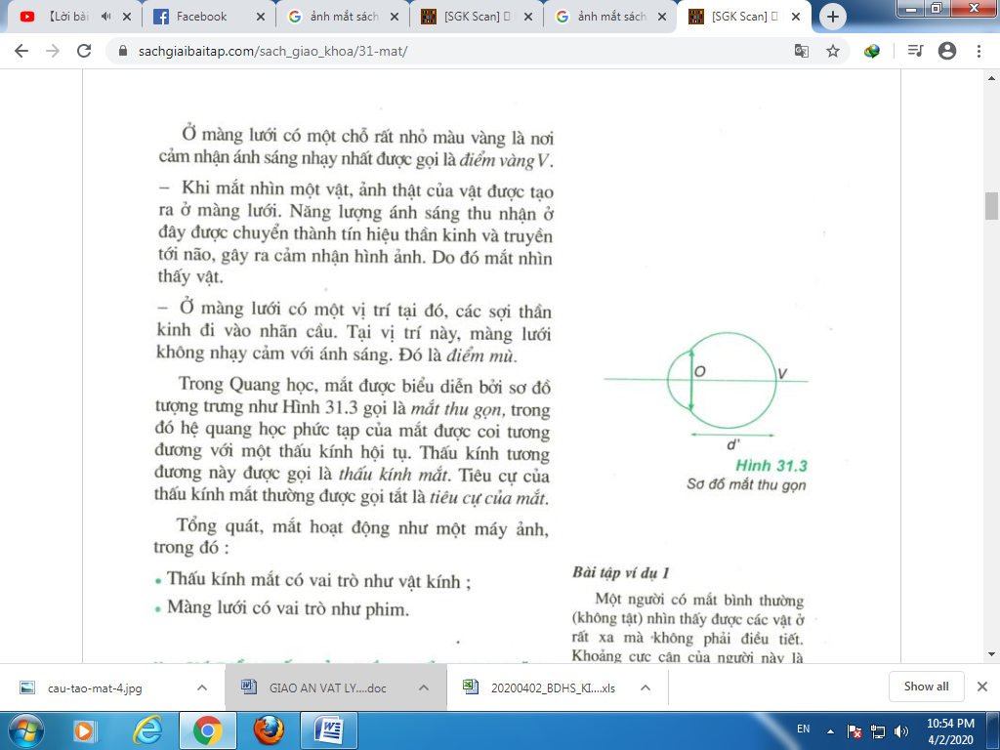 【Lời bài
Facebook
ảnh mắt sách
[SGK Scan]
ảnh mắt sách
[SGK Scan]
sachgiaibaitap.com/sach_giao_khoa/31-mat/
Ở màng lưới có một chỗ rất nhỏ màu vàng là nơi
cảm nhận ánh sáng nhạy nhất được gọi là điểm vàng V.
– Khi mắt nhìn một vật, ảnh thật của vật được tạo
ra ở màng lưới. Năng lượng ánh sáng thu nhận ở
đây được chuyển thành tín hiệu thần kinh và truyền
tới não, gây ra cảm nhận hình ảnh. Do đó mắt nhìn
thấy vật.
– Ở màng lưới có một vị trí tại đó, các sợi thần
kinh đi vào nhãn cầu. Tại vị trí này, màng lưới
không nhạy cảm với ánh sáng. Đó là điểm mù.
Trong Quang học, mắt được biểu diễn bởi sơ đồ
tượng trưng như Hình 31.3 gọi là mắt thu gọn, trong
đó hệ quang học phức tạp của mắt được coi tương
đương với một thấu kính hội tụ. Thấu kính tương
đương này được gọi là thấu kính mắt. Tiêu cự của
thấu kính mắt thường được gọi tắt là tiêu cự của mắt.
Tổng quát, mắt hoạt động như một máy ảnh,
trong đó :
• Thấu kính mắt có vai trò như vật kính ;
• Màng lưới có vai trò như phim.
O
V
d'
Hình 31.3
Sơ đồ mắt thu gọn
Bài tập ví dụ 1
Một người có mắt bình thường
(không tật) nhìn thấy được các vật ở
rất xa mà không phải điều tiết.
Khoảng cực cận của người này là
cau-tao-mat-4.jpg
GIAO AN VAT LY....doc
20200402_BDHS_KI....xls
Show all
EN
10:54 PM
4/2/2020